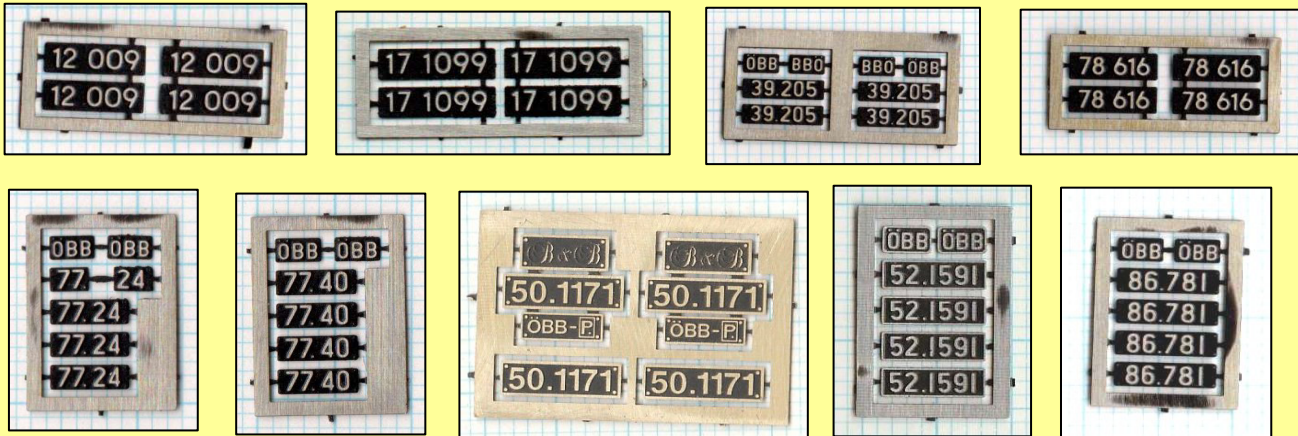 12 009 12 009
12 009 12 009
17 1099 17 1099
17 1099 17 1099
ÖBB BBÖ BBÖ ÖBB
39.205 39.205
39.205 39.205
78 616 78 616
78 616 78 616
ÖBB ÖBB
77. 24
77.24
77.24
77.24
ÖBB ÖBB
77.40
77.40
77.40
77.40
B&B B&B
50.1171 50.1171
ÖBB-P. ÖBB-P.
50.1171 50.1171
ÖBB ÖBB
52.1591
52.1591
52.1591
52.1591
ÖBB ÖBB
86.781
86.781
86.781
86.781